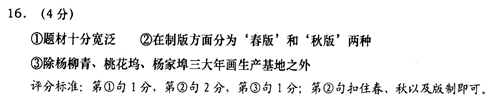 16．（4 分）
①题材十分宽泛　②在制版方面分为‘春版’和‘秋版’两种
③除杨柳青、桃花坞、杨家埠三大年画生产基地之外
评分标准：第①句 1 分，第②句 2 分，第③句 1 分；第②句扣住春、秋以及版制即可。